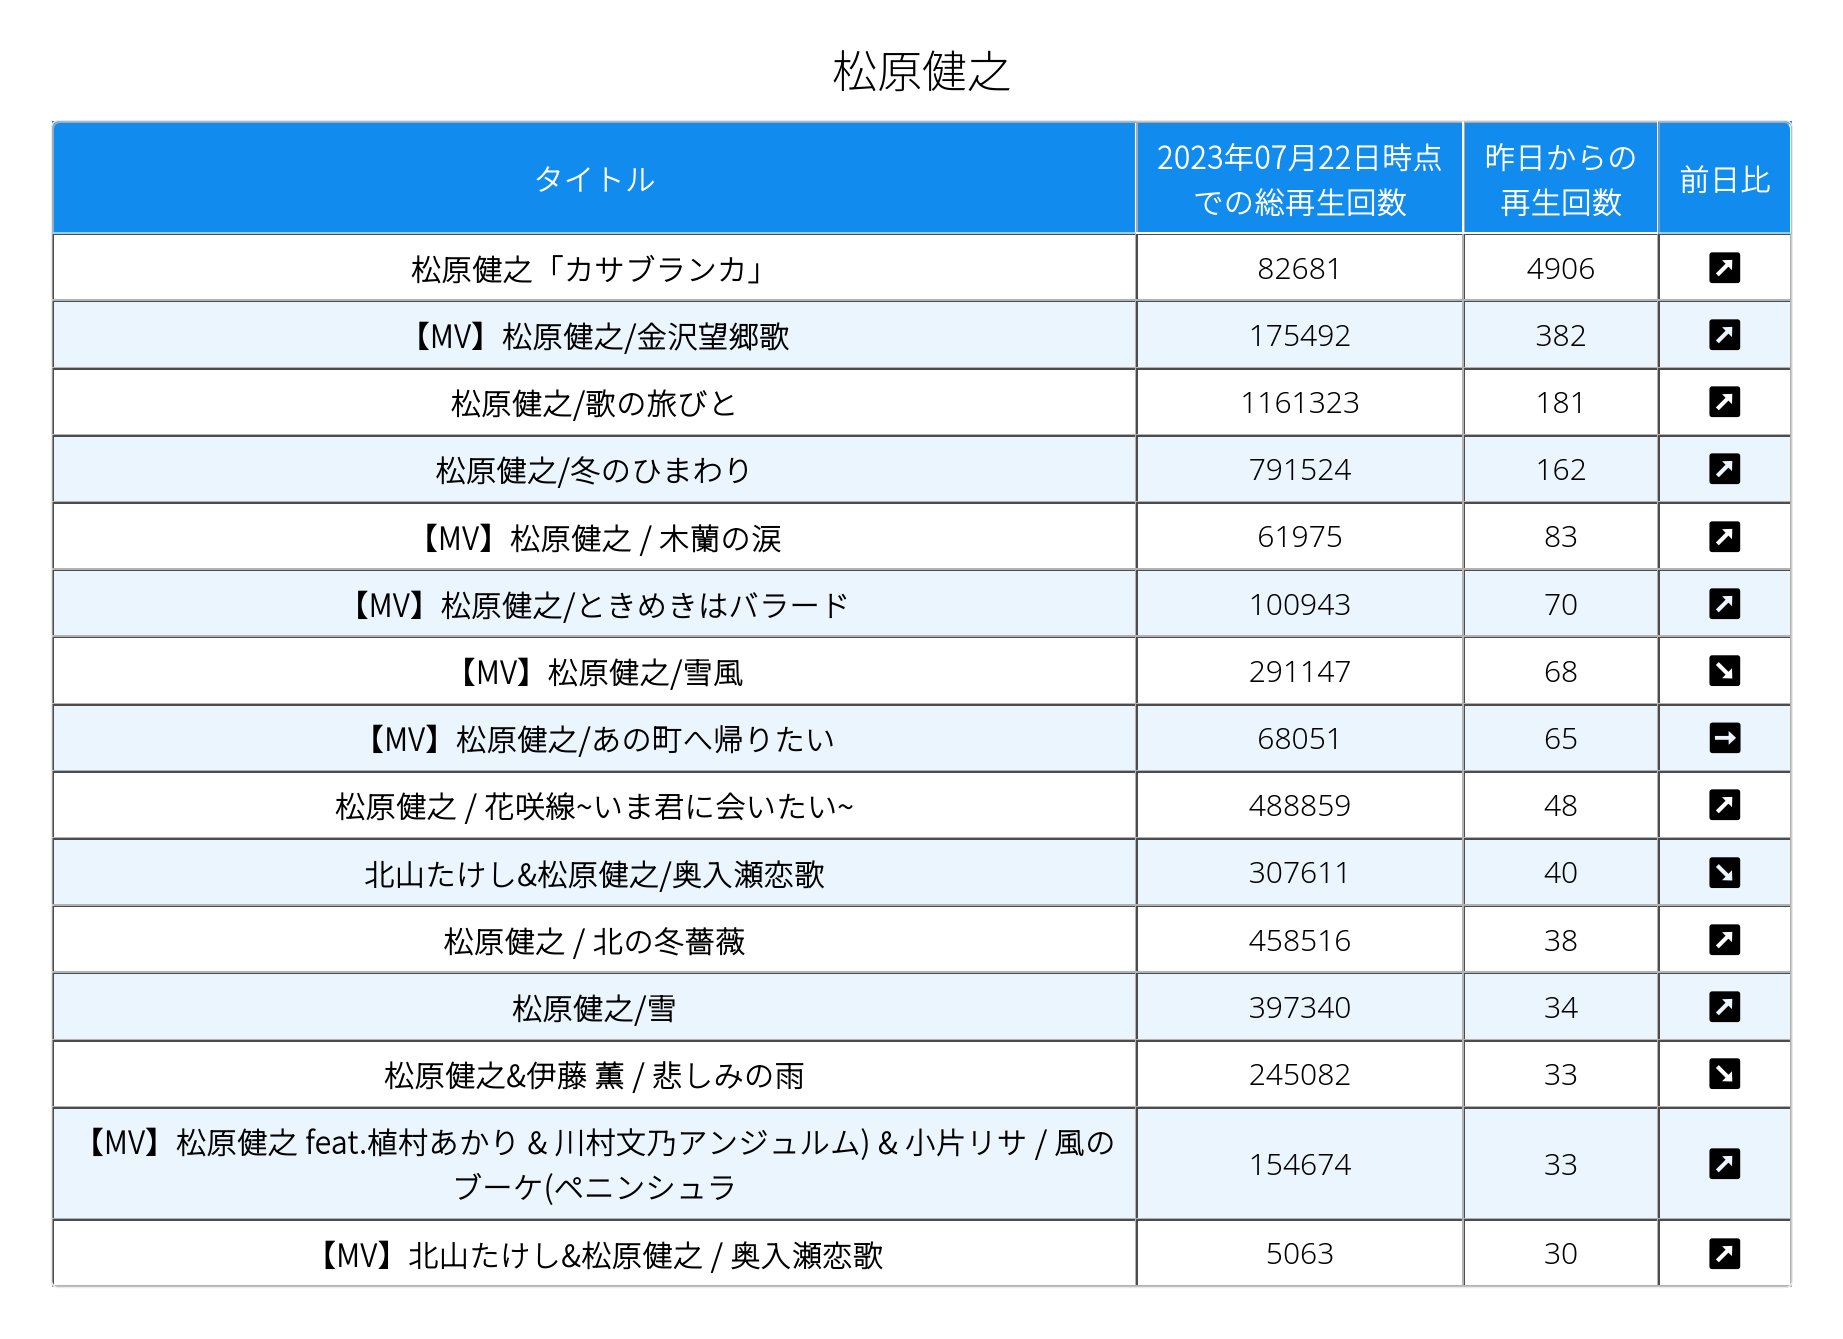 松原健之
タイトル
2023年07月22日時点
での総再生回数
昨日からの
再生回数
前日比
松原健之「カサブランカ」 82681 4906
【MV】松原健之/金沢望郷歌 175492 382
松原健之/歌の旅びと 1161323 181
松原健之/冬のひまわり 791524 162
【MV】松原健之 / 木蘭の涙 61975 83
【MV】松原健之/ときめきはバラード 100943 70
【MV】松原健之/雪風 291147 68
【MV】松原健之/あの町へ帰りたい 68051 65
松原健之 / 花咲線~いま君に会いたい~ 488859 48
北山たけし&松原健之/奥入瀬恋歌 307611 40
松原健之 / 北の冬薔薇 458516 38
松原健之/雪 397340 34
松原健之&伊藤 薫 / 悲しみの雨 245082 33
【MV】松原健之 feat.植村あかり & 川村文乃アンジュルム) & 小片リサ / 風の
ブーケ(ペニンシュラ 154674 33
【MV】北山たけし&松原健之 / 奥入瀬恋歌 5063 30